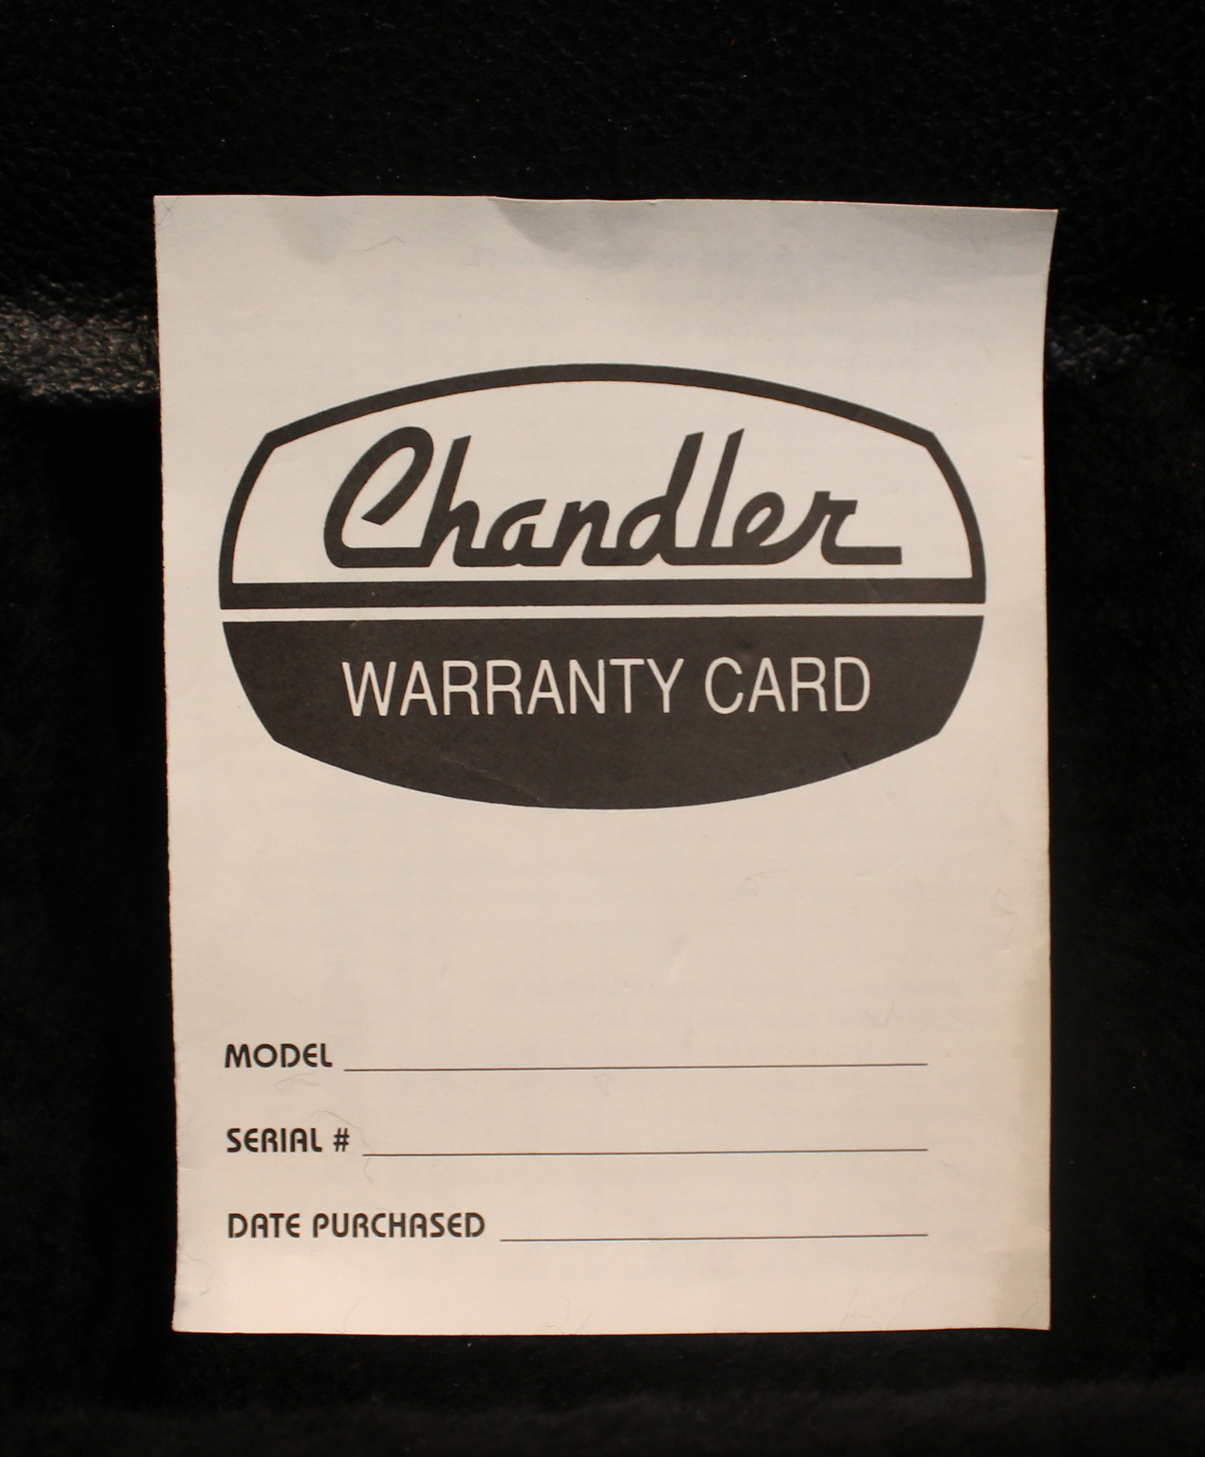 Chandler
WARRANTY CARD
MODEL
SERIAL #
DATE PURCHASED